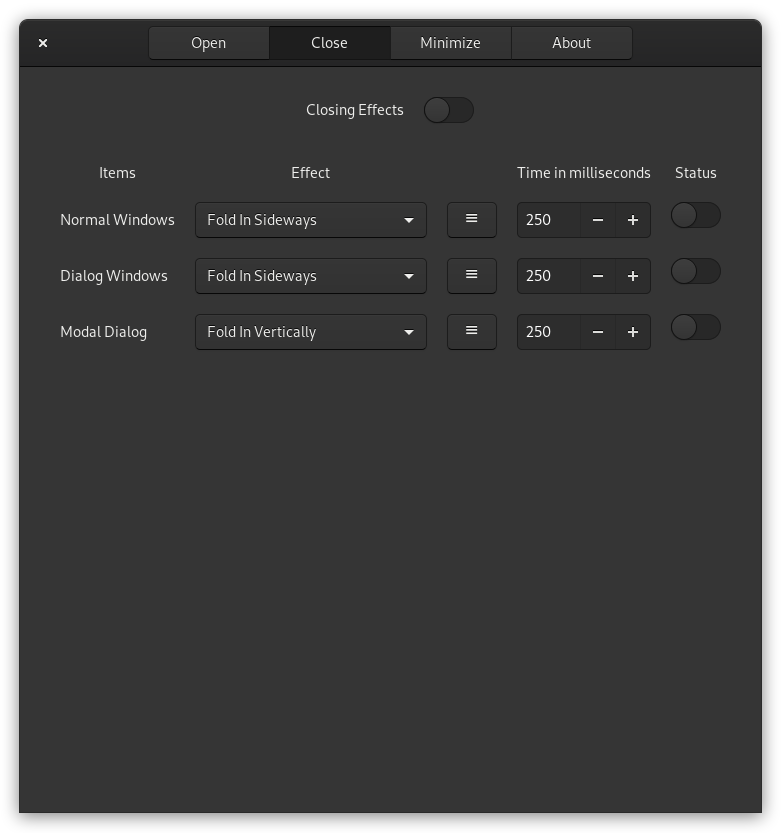 Open Close Minimize About
Closing Effects
Items Effect Time in milliseconds Status
Normal Windows Fold In Sideways 250
Dialog Windows Fold In Sideways 250
Modal Dialog Fold In Vertically 250